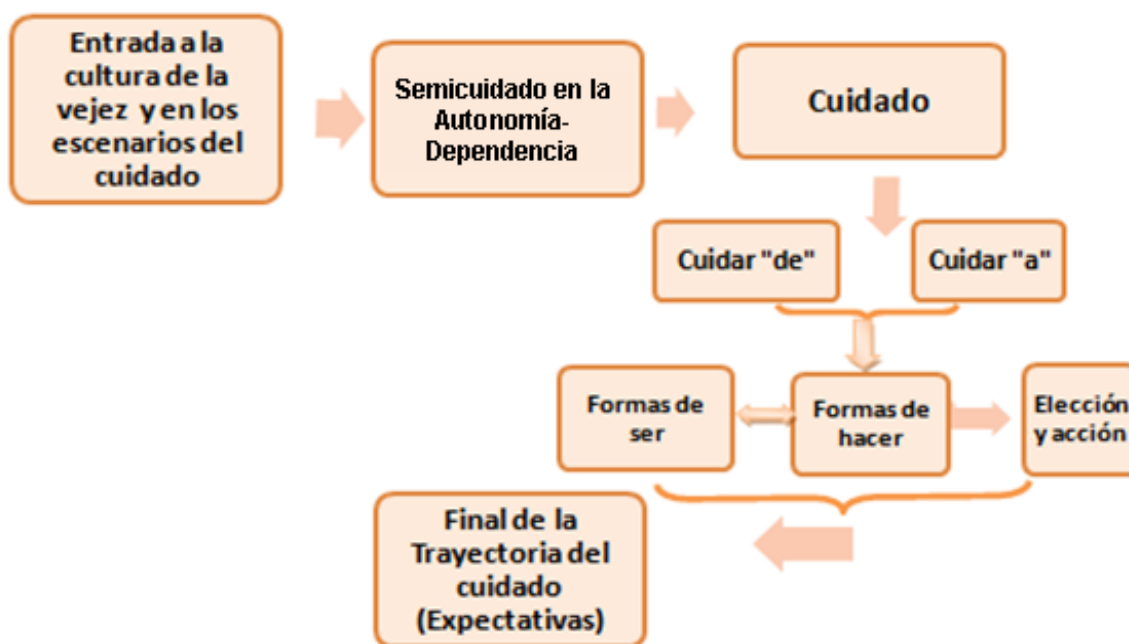 Entrada a la
cultura de la
vejez y en los
escenarios del
cuidado
Semicuidado en la
Autonomía-
Dependencia
Cuidado
Cuidar "de"
Cuidar "a"
Formas de
ser
Formas de
hacer
Elección
y acción
Final de la
Trayectoria del
cuidado
(Expectativas)